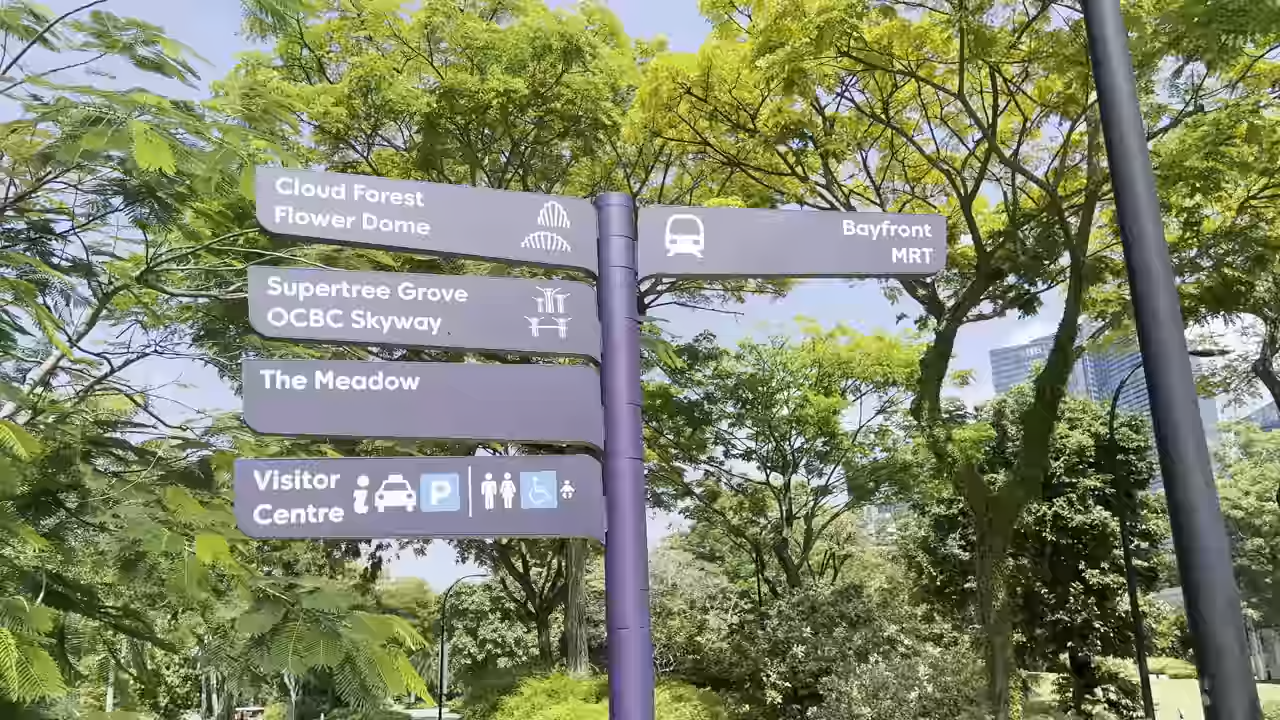 Cloud Forest
Flower Dome
Bayfront
MRT
Supertree Grove
OCBC Skyway
The Meadow
Visitor
Centre
P